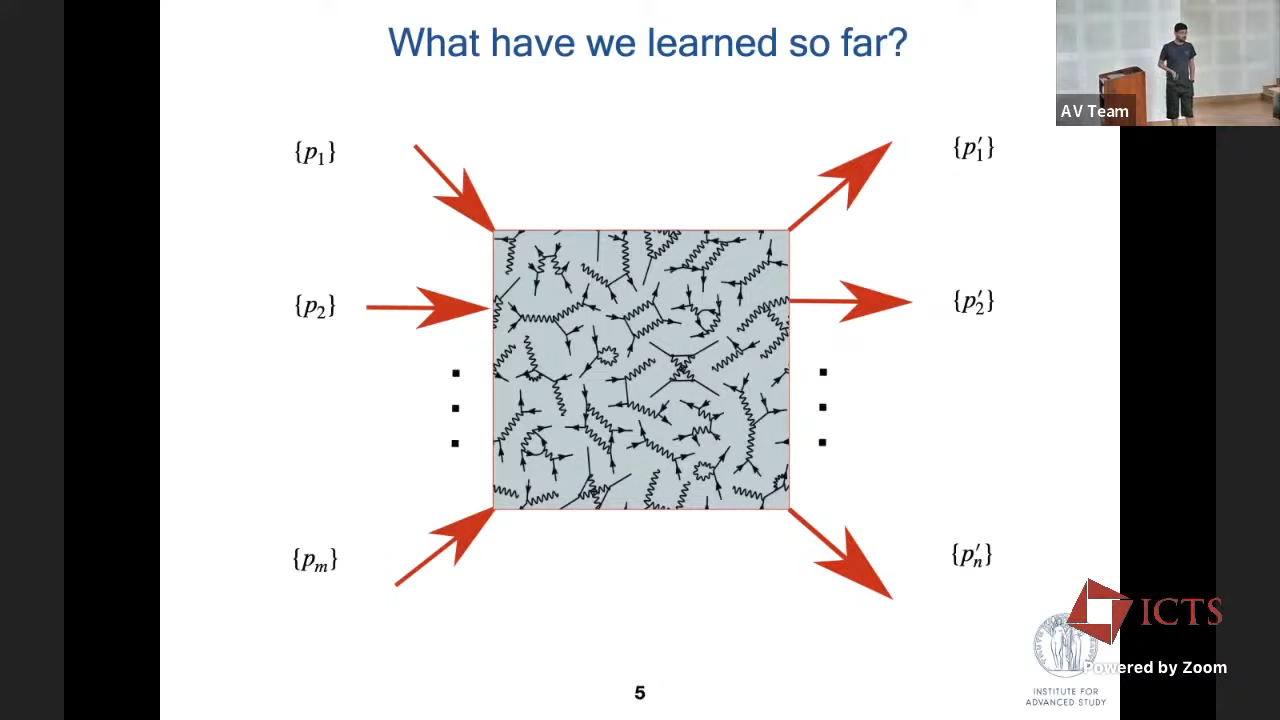 What have we learned so far?
AV Team
{p₁}
{p′₁}
{p₂}
{p′₂}
{pₘ}
{p′ₙ}
ICTS
Powered by Zoom
INSTITUTE FOR
ADVANCED STUDY
5